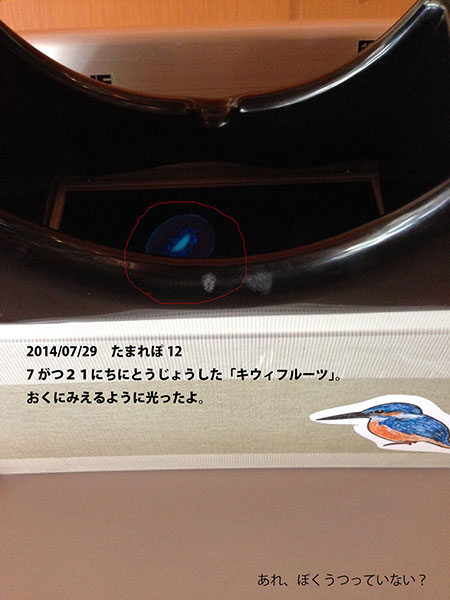 2014/07/29　たまれぽ 12
７がつ２１にちにとうじょうした「キウィフルーツ」。
おくにみえるように光ったよ。
あれ、ぼくうつっていない？